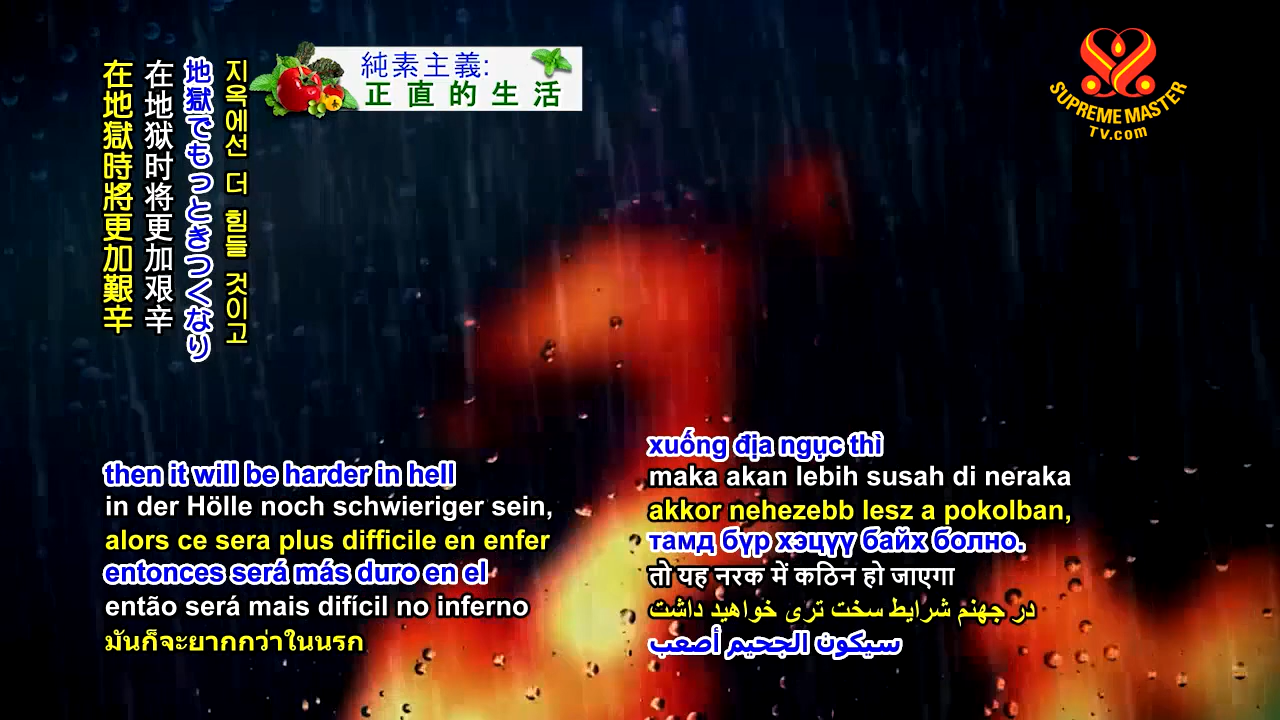 純素主義:
正直的生活
SUPREME MASTER
TV.com
在地獄時將更加艱辛
在地狱时将更加艰辛
地獄でもっときつくなり
지옥에선 더 힘들 것이고
then it will be harder in hell
in der Hölle noch schwieriger sein,
alors ce sera plus difficile en enfer
entonces será más duro en el
então será mais difícil no inferno
มันก็จะยากกว่าในนรก
xuống địa ngục thì
maka akan lebih susah di neraka
akkor nehezebb lesz a pokolban,
тамд бүр хэцүү байх болно.
तो यह नरक में कठिन हो जाएगा
در جهنم شرایط سخت تری خواهید داشت
سيكون الجحيم أصعب